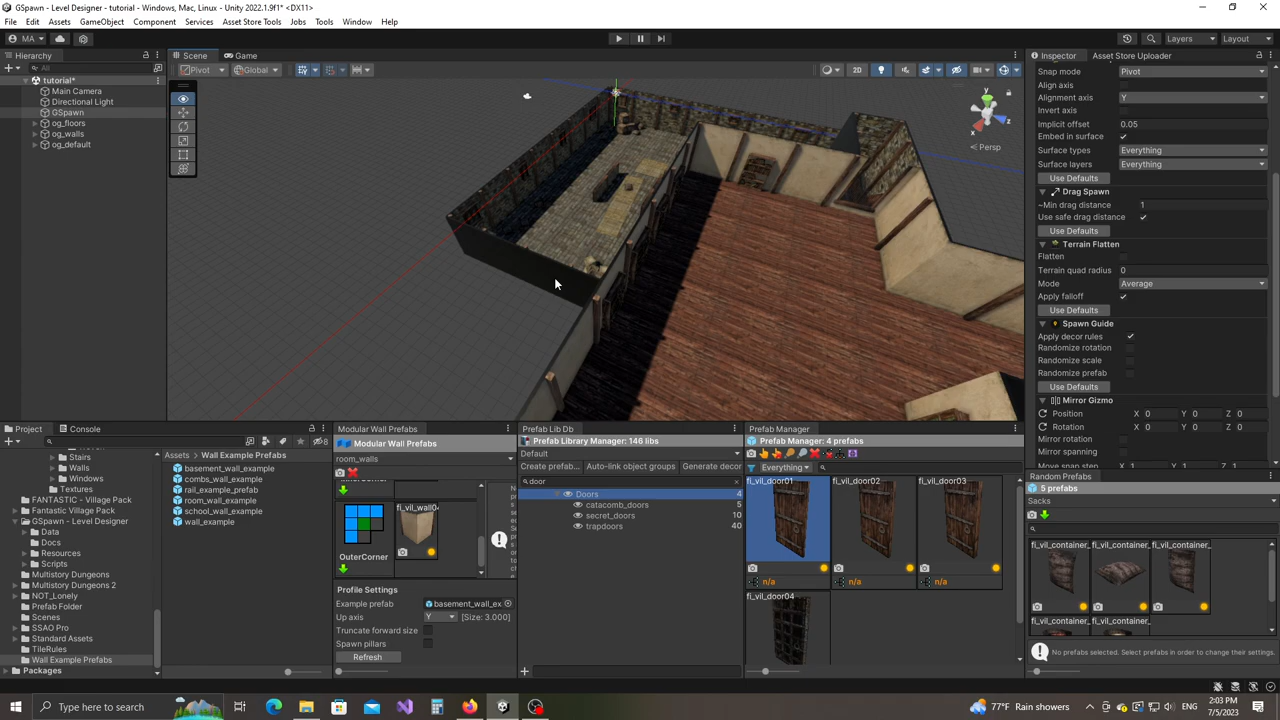 GSpawn - Level Designer - tutorial - Windows, Mac, Linux - Unity 2022.1.9f1* <DX11>
File Edit Assets GameObject Component Services Asset Store Tools Jobs Tools Window Help
MA
Layers
Layout
Hierarchy
All
tutorial*
Main Camera
Directional Light
GSpawn
og_floors
og_walls
og_default
Scene
Game
Pivot
Global
2D
y
z
Persp
Inspector
Asset Store Uploader
Snap mode Pivot
Align axis
Alignment axis Y
Invert axis
Implicit offset 0.05
Embed in surface
Surface types Everything
Surface layers Everything
Use Defaults
Drag Spawn
~Min drag distance 1
Use safe drag distance
Use Defaults
Terrain Flatten
Flatten
Terrain quad radius 0
Mode Average
Apply falloff
Use Defaults
Spawn Guide
Apply decor rules
Randomize rotation
Randomize scale
Randomize prefab
Use Defaults
Mirror Gizmo
Position X 0 Y 0 Z 0
Rotation X 0 Y 0 Z 0
Mirror rotation
Mirror spanning
Project
Console
8
Stairs
Walls
Windows
Textures
FANTASTIC - Village Pack
Fantastic Village Pack
GSpawn - Level Designer
Data
Docs
Resources
Scripts
Multistory Dungeons
Multistory Dungeons 2
NOT_Lonely
Prefab Folder
Scenes
SSAO Pro
Standard Assets
TileRules
Wall Example Prefabs
Packages
Assets > Wall Example Prefabs
basement_wall_example
combs_wall_example
rail_example_prefab
room_wall_example
school_wall_example
wall_example
Modular Wall Prefabs
Modular Wall Prefabs
room_walls
fi_vil_wall0
OuterCorner
Profile Settings
Example prefab basement_wall_ex
Up axis Y [Size: 3.000]
Truncate forward size
Spawn pillars
Refresh
Prefab Lib Db
Prefab Library Manager: 146 libs
Default
Create prefab... Auto-link object groups Generate decor
door
Doors 4
catacomb_doors 5
secret_doors 10
trapdoors 40
Prefab Manager
Prefab Manager: 4 prefabs
Everything
fi_vil_door01 fi_vil_door02 fi_vil_door03
n/a n/a n/a
fi_vil_door04
Random Prefabs
5 prefabs
Sacks
fi_vil_container_ fi_vil_container_ fi_vil_container_
fi_vil_container_ fi_vil_container_
No prefabs selected. Select prefabs in order to change their settings.
Type here to search
77°F Rain showers
2:03 PM
7/5/2023